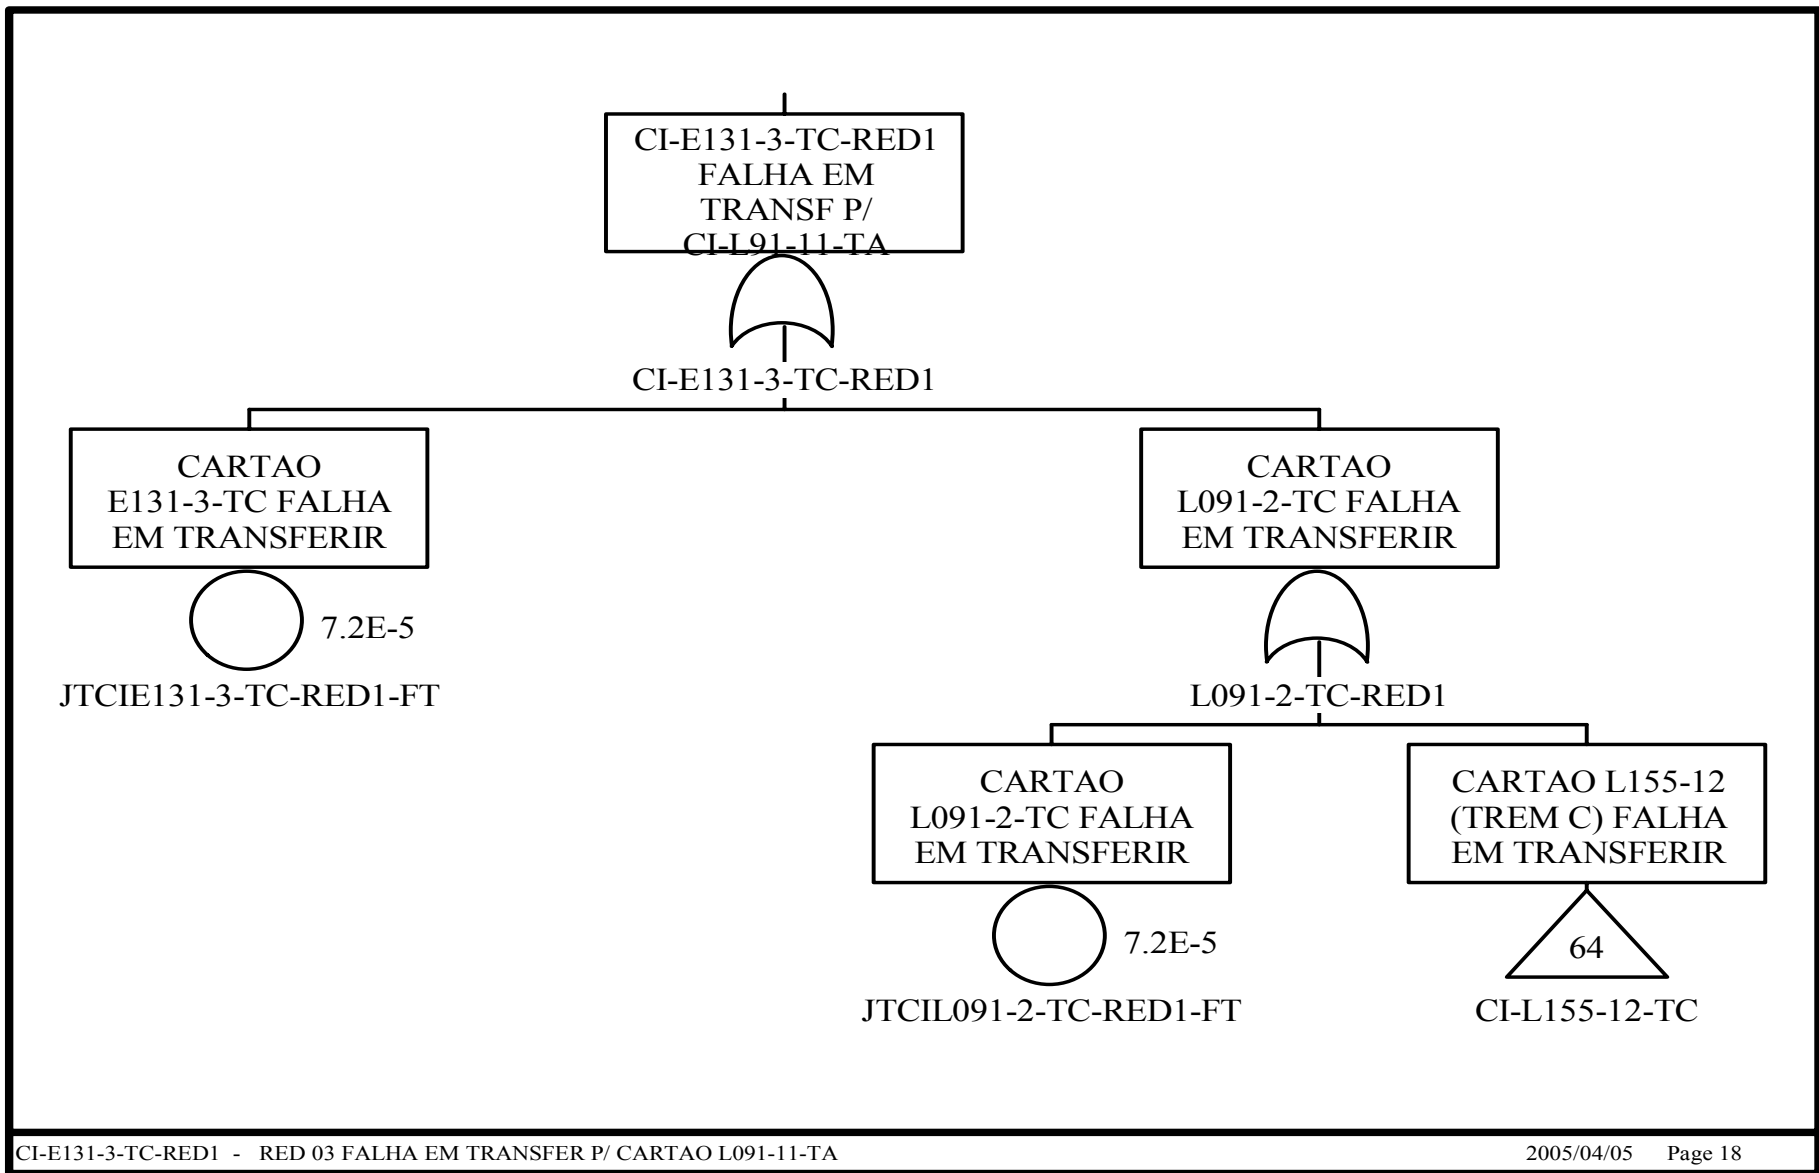 CI-E131-3-TC-RED1
FALHA EM
TRANSF P/
CI-L91-11-TA
CI-E131-3-TC-RED1
CARTAO
E131-3-TC FALHA
EM TRANSFERIR
7.2E-5
JTCIE131-3-TC-RED1-FT
CARTAO
L091-2-TC FALHA
EM TRANSFERIR
L091-2-TC-RED1
CARTAO
L091-2-TC FALHA
EM TRANSFERIR
7.2E-5
JTCIL091-2-TC-RED1-FT
CARTAO L155-12
(TREM C) FALHA
EM TRANSFERIR
64
CI-L155-12-TC
CI-E131-3-TC-RED1 - RED 03 FALHA EM TRANSFER P/ CARTAO L091-11-TA 2005/04/05 Page 18